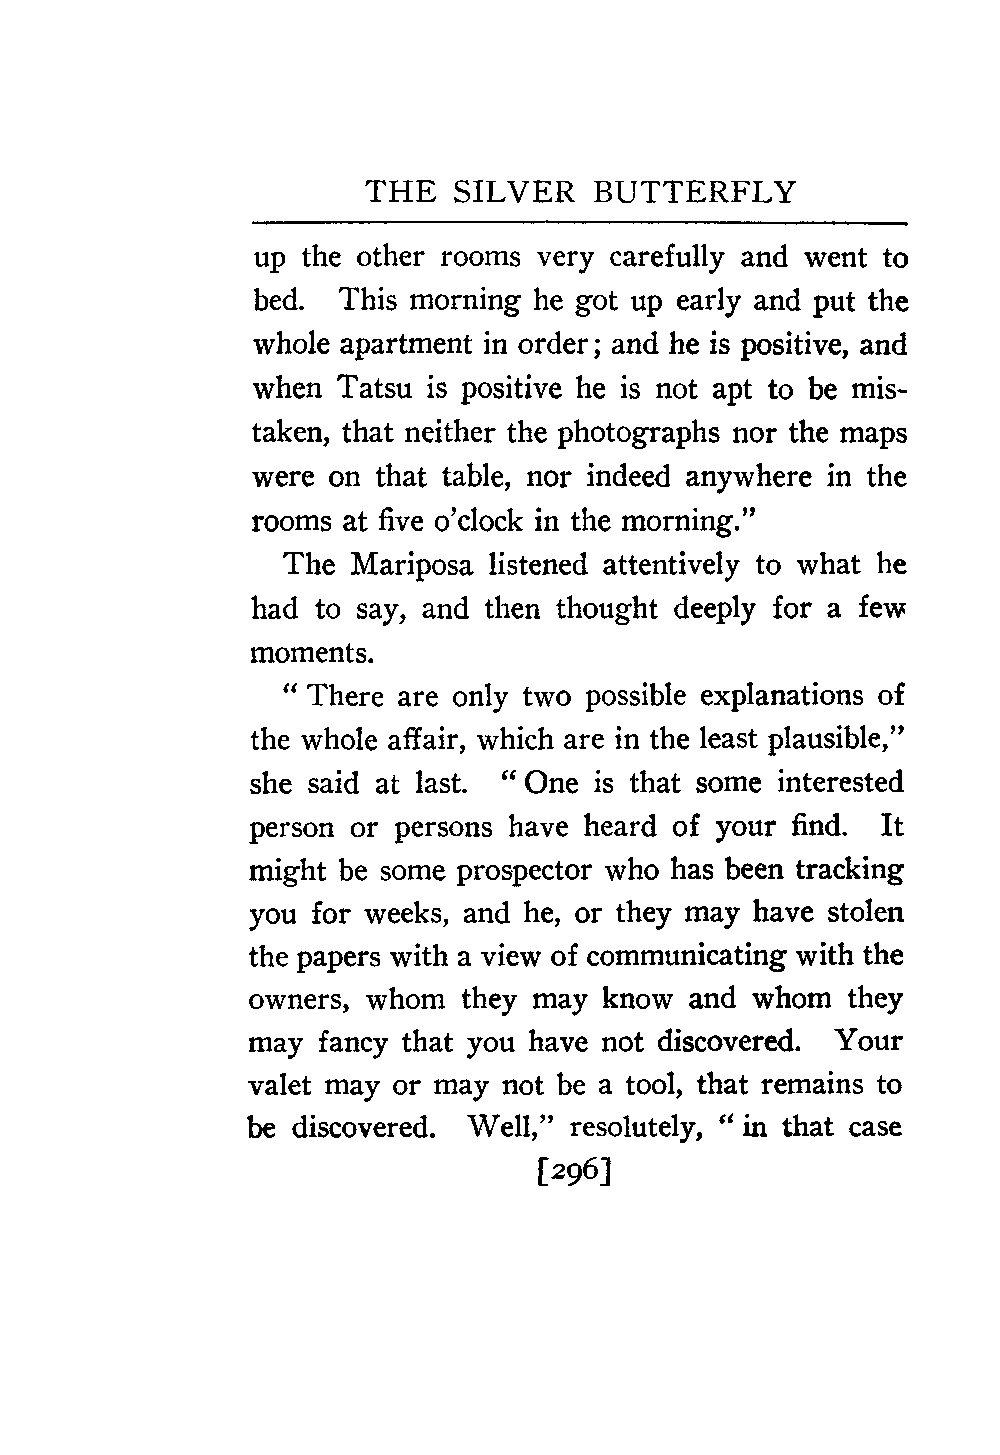 THE SILVER BUTTERFLY
up the other rooms very carefully and went to
bed. This morning he got up early and put the
whole apartment in order; and he is positive, and
when Tatsu is positive he is not apt to be mis-
taken, that neither the photographs nor the maps
were on that table, nor indeed anywhere in the
rooms at five o'clock in the morning."
The Mariposa listened attentively to what he
had to say, and then thought deeply for a few
moments.
" There are only two possible explanations of
the whole affair, which are in the least plausible,"
she said at last. " One is that some interested
person or persons have heard of your find. It
might be some prospector who has been tracking
you for weeks, and he, or they may have stolen
the papers with a view of communicating with the
owners, whom they may know and whom they
may fancy that you have not discovered. Your
valet may or may not be a tool, that remains to
be discovered. Well," resolutely, " in that case
[296]